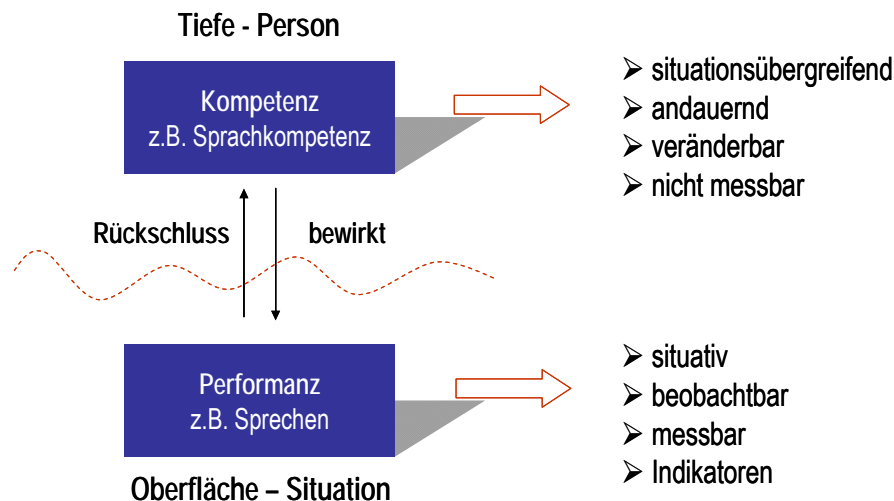 Tiefe - Person
Kompetenz
z.B. Sprachkompetenz
➢ situationsübergreifend
➢ andauernd
➢ veränderbar
➢ nicht messbar
Rückschluss
bewirkt
Performanz
z.B. Sprechen
➢ situativ
➢ beobachtbar
➢ messbar
➢ Indikatoren
Oberfläche – Situation